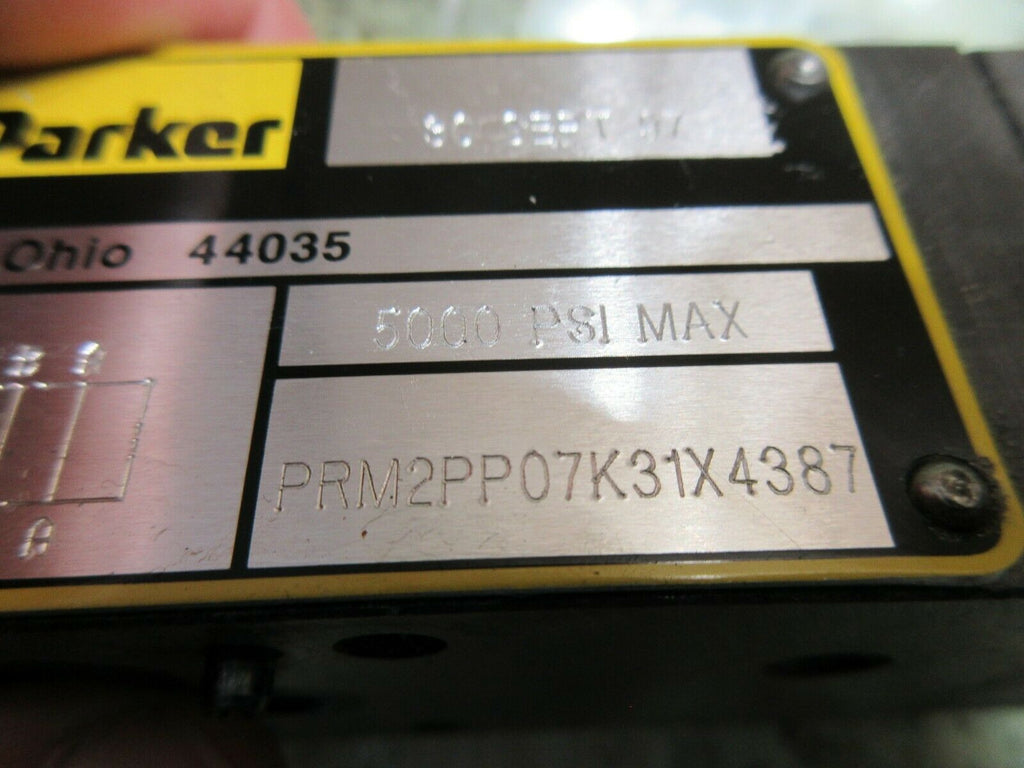 Parker
Ohio 44035
5000 PSI MAX
B
PRM2PP07K31X4387